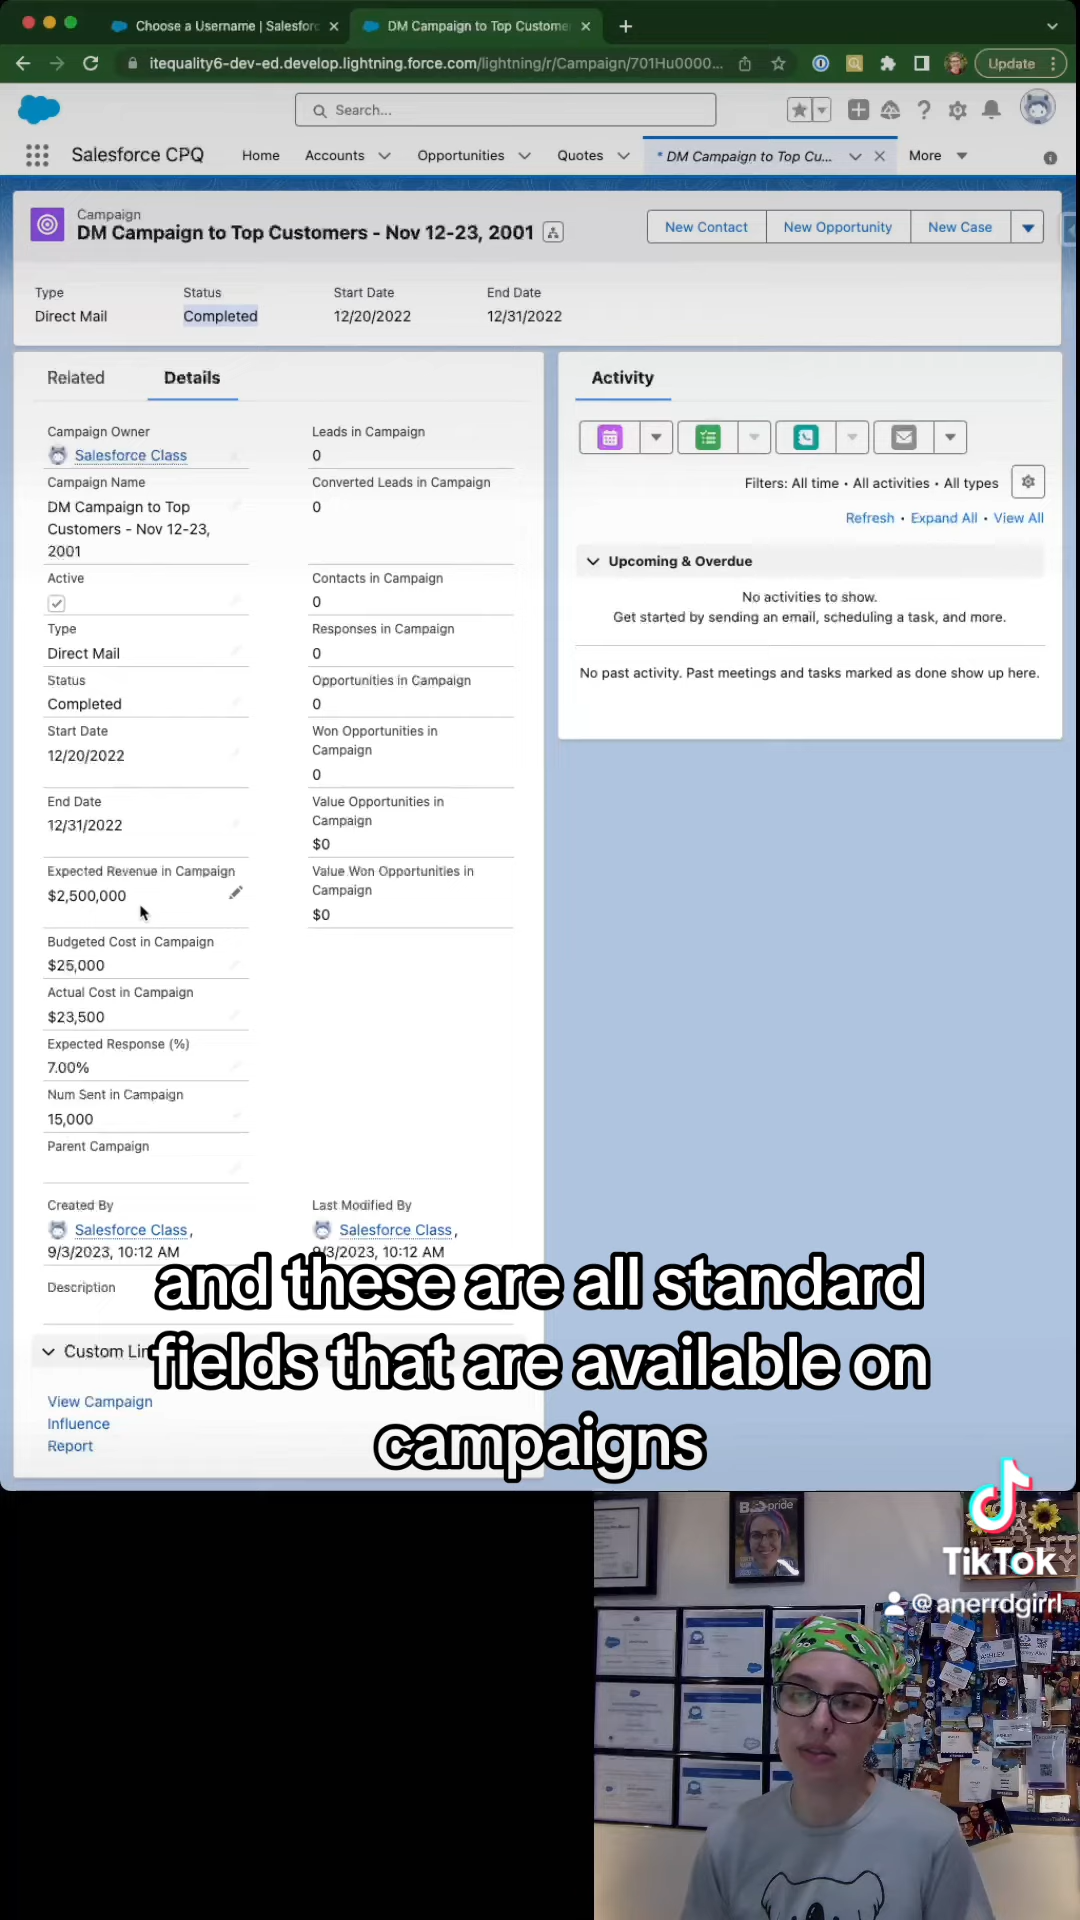 Choose a Username | Salesforc
DM Campaign to Top Custome
itequality6-dev-ed.develop.lightning.force.com/lightning/r/Campaign/701Hu0000...
Update
Search...
Salesforce CPQ
Home
Accounts
Opportunities
Quotes
* DM Campaign to Top Cu...
More
Campaign
DM Campaign to Top Customers - Nov 12-23, 2001
New Contact
New Opportunity
New Case
Type
Status
Start Date
End Date
Direct Mail
Completed
12/20/2022
12/31/2022
Related
Details
Campaign Owner
Salesforce Class
Campaign Name
DM Campaign to Top
Customers - Nov 12-23,
2001
Active
Type
Direct Mail
Status
Completed
Start Date
12/20/2022
End Date
12/31/2022
Expected Revenue in Campaign
$2,500,000
Budgeted Cost in Campaign
$25,000
Actual Cost in Campaign
$23,500
Expected Response (%)
7.00%
Num Sent in Campaign
15,000
Parent Campaign
Created By
Salesforce Class,
9/3/2023, 10:12 AM
Description
Leads in Campaign
0
Converted Leads in Campaign
0
Contacts in Campaign
0
Responses in Campaign
0
Opportunities in Campaign
0
Won Opportunities in
Campaign
0
Value Opportunities in
Campaign
$0
Value Won Opportunities in
Campaign
$0
Last Modified By
Salesforce Class,
9/3/2023, 10:12 AM
Custom Lin
View Campaign
Influence
Report
Activity
Filters: All time • All activities • All types
Refresh • Expand All • View All
Upcoming & Overdue
No activities to show.
Get started by sending an email, scheduling a task, and more.
No past activity. Past meetings and tasks marked as done show up here.
and these are all standard
fields that are available on
campaigns
pride
TikTok
@anerrdgirrl
ASHLEY